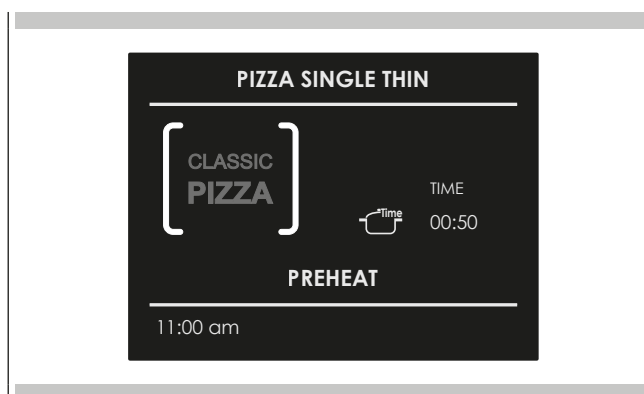 PIZZA SINGLE THIN
CLASSIC
PIZZA
TIME
Time
00:50
PREHEAT
11:00 am